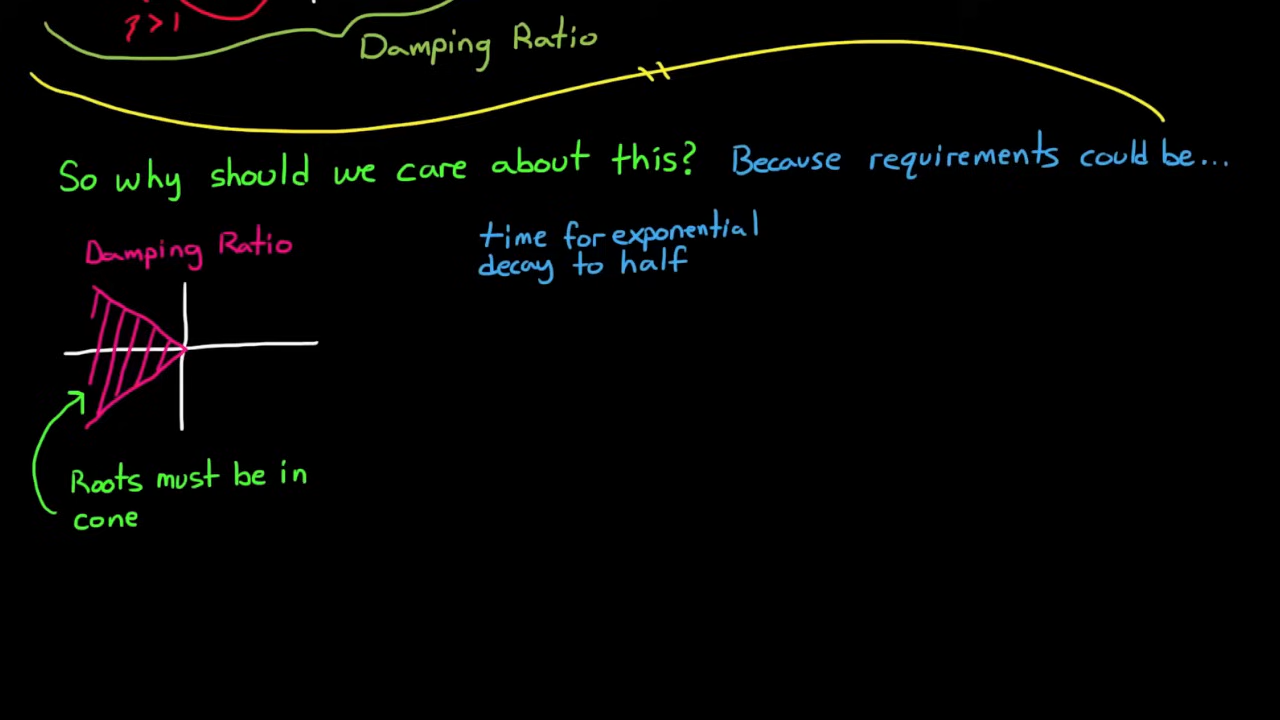 ζ > 1
Damping Ratio
So why should we care about this? Because requirements could be...
Damping Ratio
time for exponential
decay to half
Roots must be in
cone